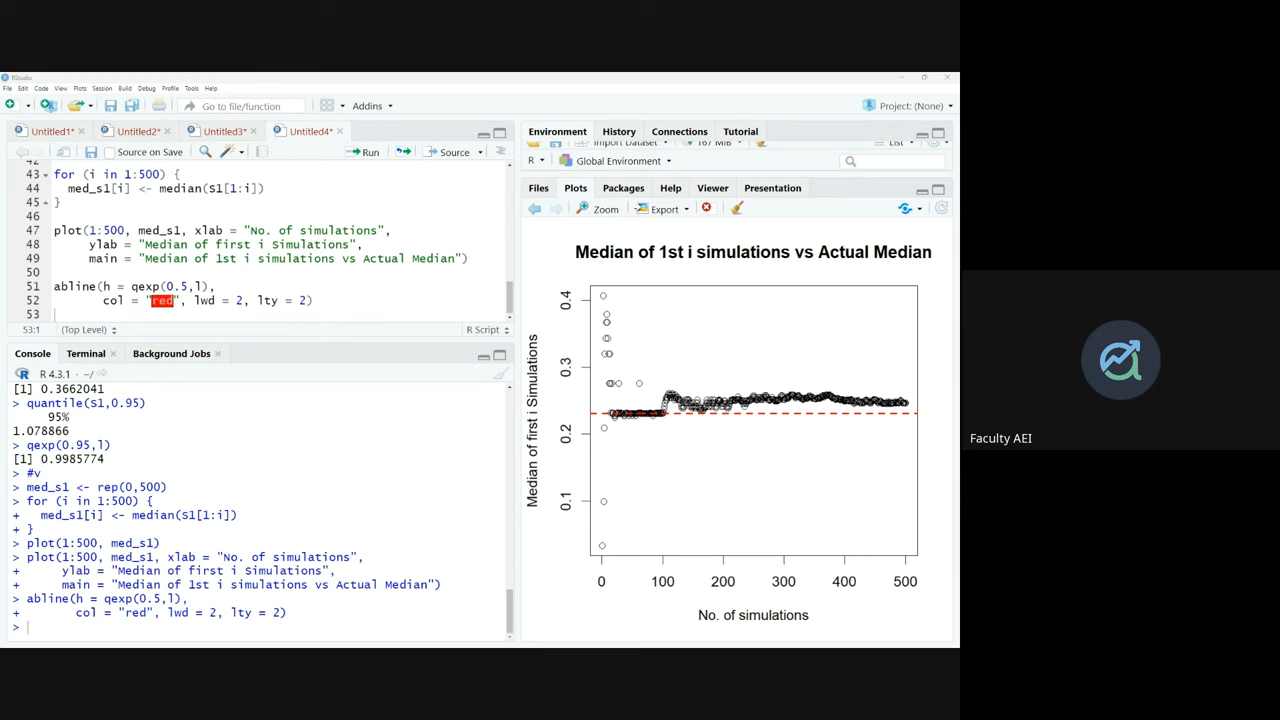 RStudio
File Edit Code View Plots Session Build Debug Profile Tools Help
Go to file/function
Addins
Project: (None)
Untitled1*
Untitled2*
Untitled3*
Untitled4*
Source on Save
Run
Source
42
43 for (i in 1:500) {
44 med_s1[i] <- median(S1[1:i])
45 }
46
47 plot(1:500, med_s1, xlab = "No. of simulations",
48 ylab = "Median of first i Simulations",
49 main = "Median of 1st i simulations vs Actual Median")
50
51 abline(h = qexp(0.5,l),
52 col = "red", lwd = 2, lty = 2)
53
53:1 (Top Level) R Script
Console Terminal Background Jobs
R 4.3.1 · ~/
[1] 0.3662041
> quantile(S1,0.95)
95%
1.078866
> qexp(0.95,l)
[1] 0.9985774
> #v
> med_s1 <- rep(0,500)
> for (i in 1:500) {
+ med_s1[i] <- median(S1[1:i])
+ }
> plot(1:500, med_s1)
> plot(1:500, med_s1, xlab = "No. of simulations",
+ ylab = "Median of first i Simulations",
+ main = "Median of 1st i simulations vs Actual Median")
> abline(h = qexp(0.5,l),
+ col = "red", lwd = 2, lty = 2)
>
Environment History Connections Tutorial
Import Dataset 167 MiB List
R Global Environment
Files Plots Packages Help Viewer Presentation
Zoom Export
Median of 1st i simulations vs Actual Median
Median of first i Simulations
0.4
0.3
0.2
0.1
0 100 200 300 400 500
No. of simulations
Faculty AEI